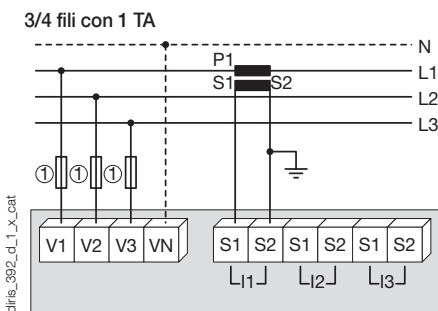 3/4 fili con 1 TA
N
P1
L1
S1 S2
L2
L3
① ① ①
V1 V2 V3 VN S1 S2 S1 S2 S1 S2
I1 I2 I3
diris_392_d_1_x_cat